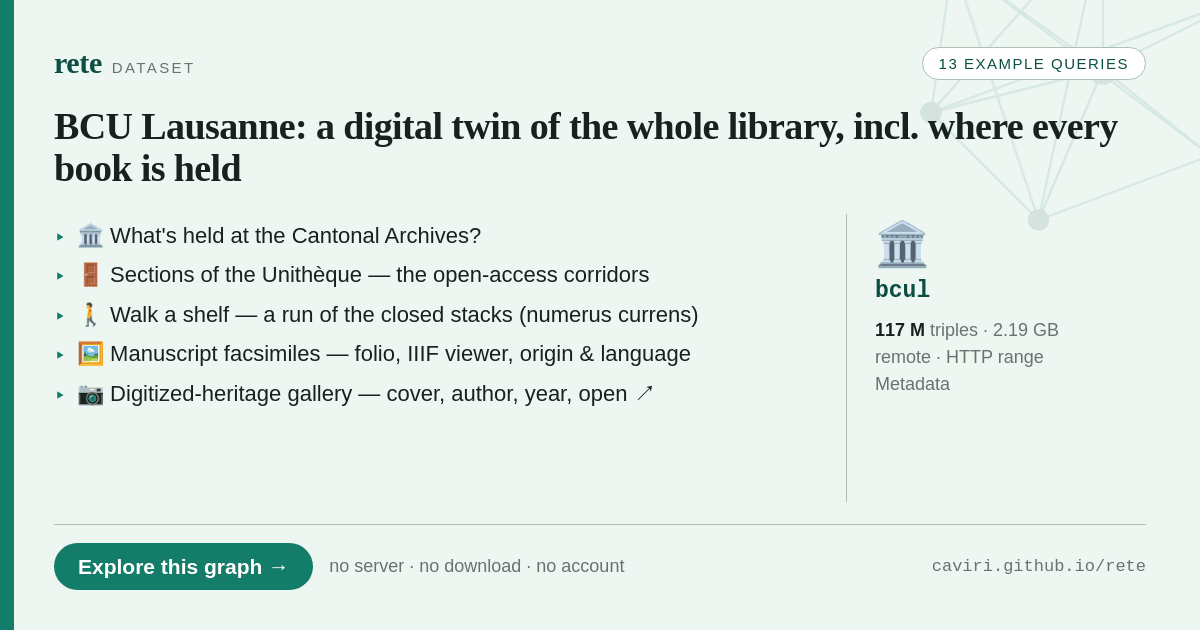 rete DATASET
13 EXAMPLE QUERIES
BCU Lausanne: a digital twin of the whole library, incl. where every
book is held
▸ 🏛️ What's held at the Cantonal Archives?
▸ 🚪 Sections of the Unithèque — the open-access corridors
▸ 🚶 Walk a shelf — a run of the closed stacks (numerus currens)
▸ 🖼️ Manuscript facsimiles — folio, IIIF viewer, origin & language
▸ 📷 Digitized-heritage gallery — cover, author, year, open ↗
🏛️
bcul
117 M triples · 2.19 GB
remote · HTTP range
Metadata
Explore this graph →
no server · no download · no account
caviri.github.io/rete